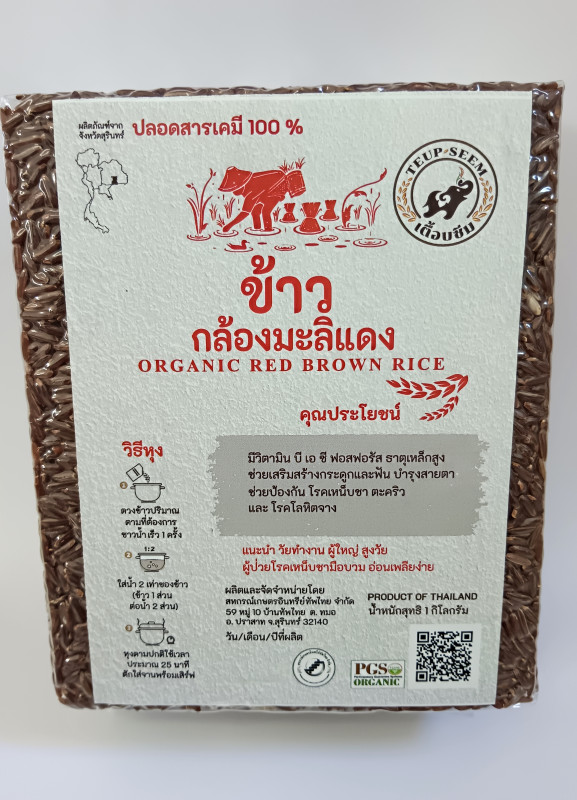 ผลิตภัณฑ์จาก
จังหวัดสุรินทร์
ปลอดสารเคมี 100 %
TEUP SEEM
เตื้อบซีม
ข้าว
กล้องมะลิแดง
ORGANIC RED BROWN RICE
คุณประโยชน์
มีวิตามิน บี เอ ซี ฟอสฟอรัส ธาตุเหล็กสูง
ช่วยเสริมสร้างกระดูกและฟัน บำรุงสายตา
ช่วยป้องกัน โรคเหน็บชา ตะคริว
และ โรคโลหิตจาง
วิธีหุง
1
ตวงข้าวปริมาณ
ตามที่ต้องการ
ซาวน้ำเร็ว 1 ครั้ง
2
1:2
ใส่น้ำ 2 เท่าของข้าว
(ข้าว 1 ส่วน
ต่อน้ำ 2 ส่วน)
3
หุงตามปกติใช้เวลา
ประมาณ 25 นาที
ตักใส่จานพร้อมเสิร์ฟ
แนะนำ วัยทำงาน ผู้ใหญ่ สูงวัย
ผู้ป่วยโรคเหน็บชามือบวม อ่อนเพลียง่าย
ผลิตและจัดจำหน่ายโดย
สหกรณ์เกษตรอินทรีย์ทัพไทย จำกัด
59 หมู่ 10 บ้านทัพไทย ต. ทมอ
อ. ปราสาท จ.สุรินทร์ 32140
วัน/เดือน/ปีที่ผลิต
PRODUCT OF THAILAND
น้ำหนักสุทธิ 1 กิโลกรัม
PGS
ORGANIC